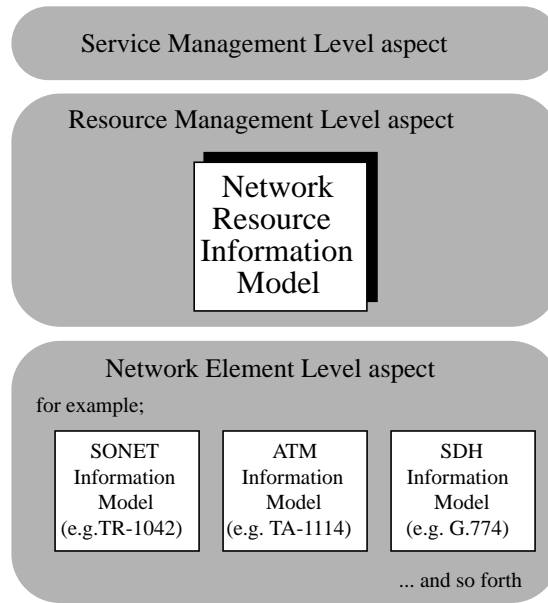 Service Management Level aspect
Resource Management Level aspect
Network
Resource
Information
Model
Network Element Level aspect
for example;
SONET
Information
Model
(e.g.TR-1042)
ATM
Information
Model
(e.g. TA-1114)
SDH
Information
Model
(e.g. G.774)
... and so forth